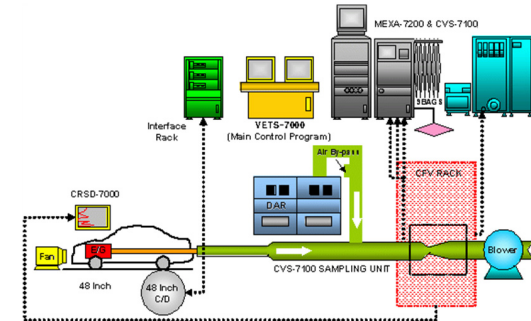 MEXA-7200 & CVS-7100
Interface
Rack
VETS-7000
(Main Control Program)
BAGS
Air By-pass
CFV RACK
DAR
CRSD-7000
Fan
E/G
Blower
CVS-7100 SAMPLING UNIT
48 Inch
48 Inch
C/D